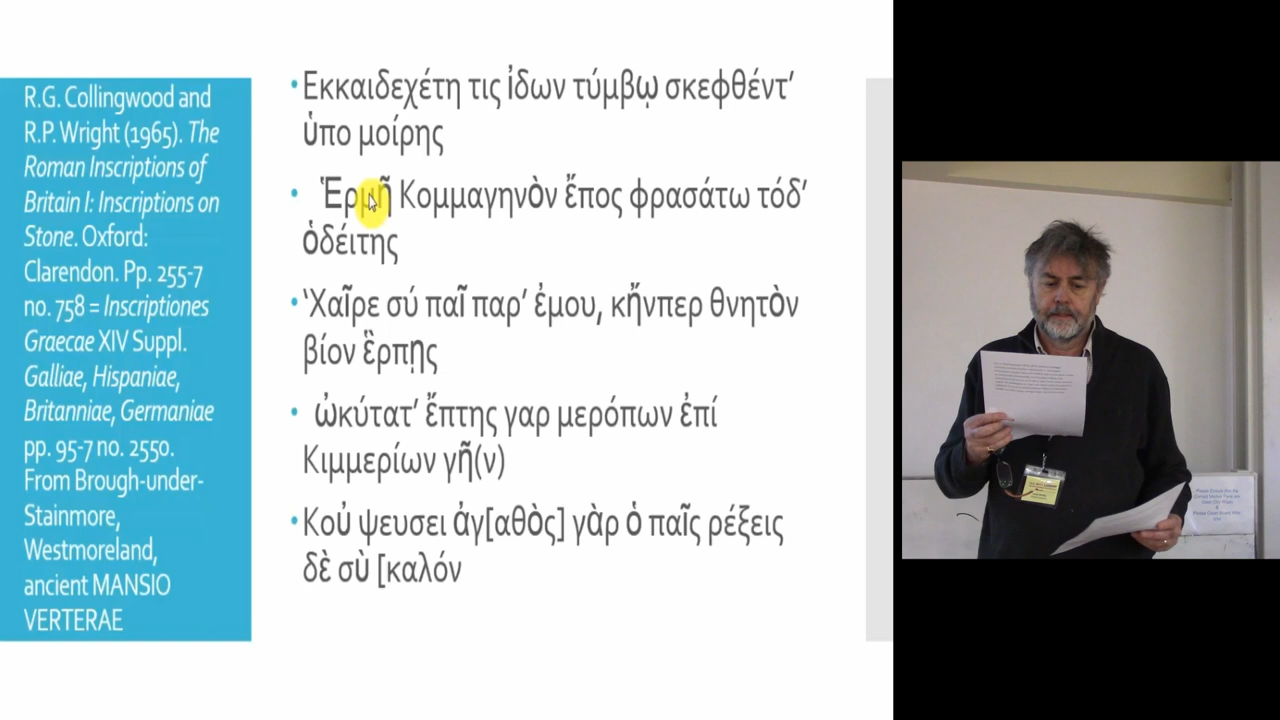 R.G. Collingwood and
R.P. Wright (1965). The
Roman Inscriptions of
Britain I: Inscriptions on
Stone. Oxford:
Clarendon. Pp. 255-7
no. 758 = Inscriptiones
Graecae XIV Suppl.
Galliae, Hispaniae,
Britanniae, Germaniae
pp. 95-7 no. 2550.
From Brough-under-
Stainmore,
Westmoreland,
ancient MANSIO
VERTERAE
• Εκκαιδεχέτη τις ἰδων τύμβῳ σκεφθέντ’
ὑπο μοίρης
• Ἑρμῆ Κομμαγηνὸν ἔπος φρασάτω τόδ’
ὁδέιτης
• ‘Χαῖρε σύ παῖ παρ’ ἐμου, κἤνπερ θνητὸν
βίον ἓρπῃς
• ὠκύτατ’ ἔπτης γαρ μερόπων ἐπί
Κιμμερίων γῆ(ν)
• Κοὐ ψευσει ἀγ[αθὸς] γὰρ ὁ παῖς ρέξεις
δὲ σὺ [καλόν